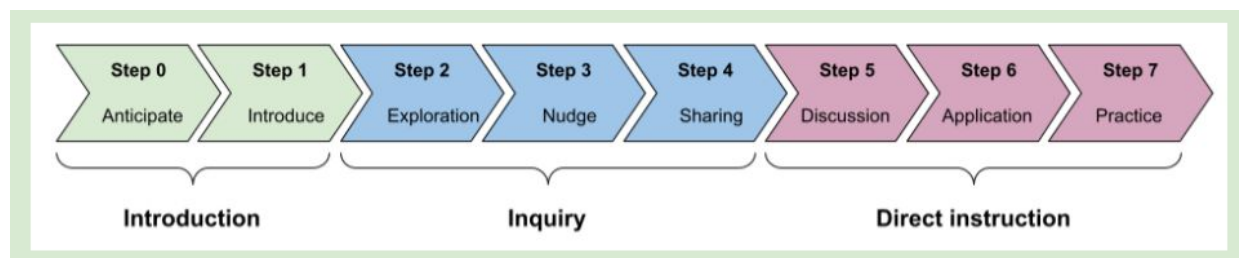 Step 0 Step 1 Step 2 Step 3 Step 4 Step 5 Step 6 Step 7
Anticipate Introduce Exploration Nudge Sharing Discussion Application Practice
Introduction Inquiry Direct instruction